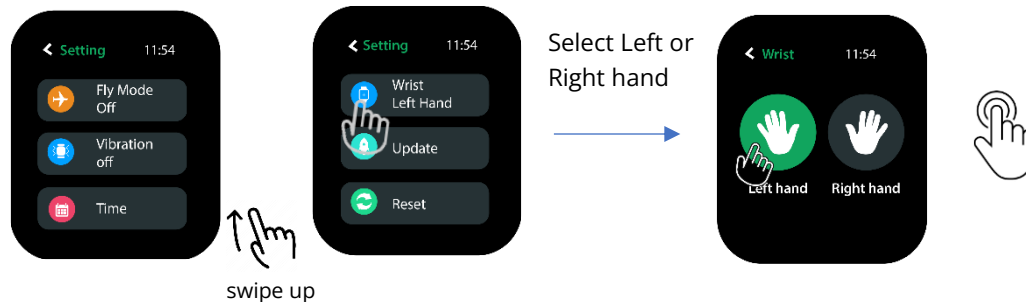 Setting 11:54
Fly Mode
Off
Vibration
off
Time
swipe up
Setting 11:54
Wrist
Left Hand
Update
Reset
Select Left or
Right hand
Wrist 11:54
Left hand Right hand